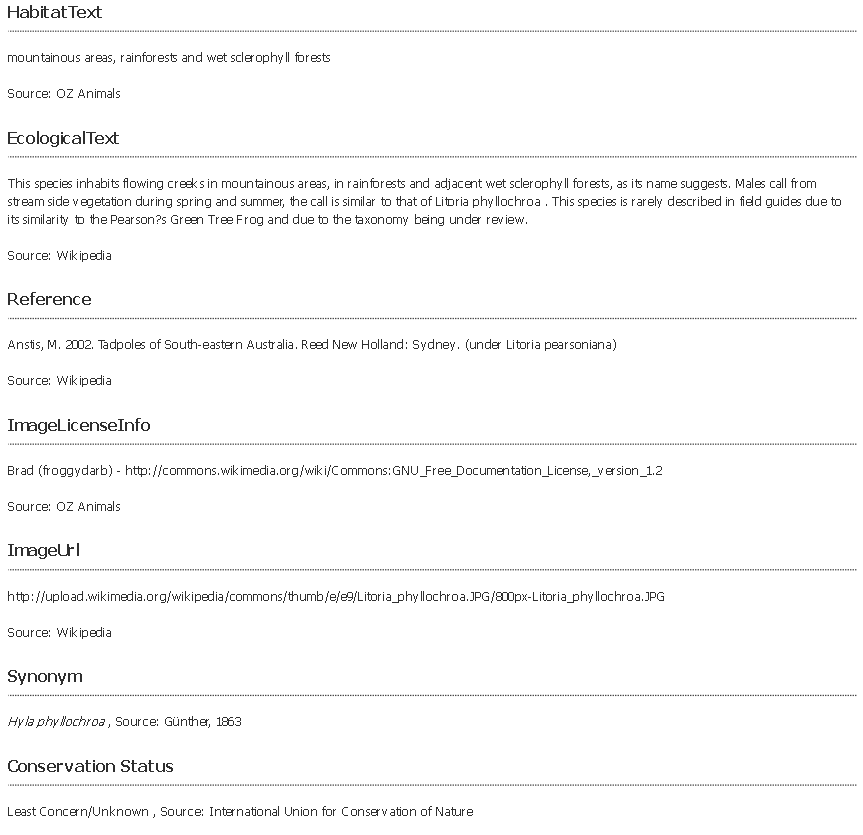 HabitatText
mountainous areas, rainforests and wet sclerophyll forests
Source: OZ Animals
EcologicalText
This species inhabits flowing creeks in mountainous areas, in rainforests and adjacent wet sclerophyll forests, as its name suggests. Males call from
stream side vegetation during spring and summer, the call is similar to that of Litoria phyllochroa . This species is rarely described in field guides due to
its similarity to the Pearson?s Green Tree Frog and due to the taxonomy being under review.
Source: Wikipedia
Reference
Anstis, M. 2002. Tadpoles of South-eastern Australia. Reed New Holland: Sydney. (under Litoria pearsoniana)
Source: Wikipedia
ImageLicenseInfo
Brad (froggydarb) - http://commons.wikimedia.org/wiki/Commons:GNU_Free_Documentation_License,_version_1.2
Source: OZ Animals
ImageUrl
http://upload.wikimedia.org/wikipedia/commons/thumb/e/e9/Litoria_phyllochroa.JPG/800px-Litoria_phyllochroa.JPG
Source: Wikipedia
Synonym
Hyla phyllochroa , Source: Günther, 1863
Conservation Status
Least Concern/Unknown , Source: International Union for Conservation of Nature